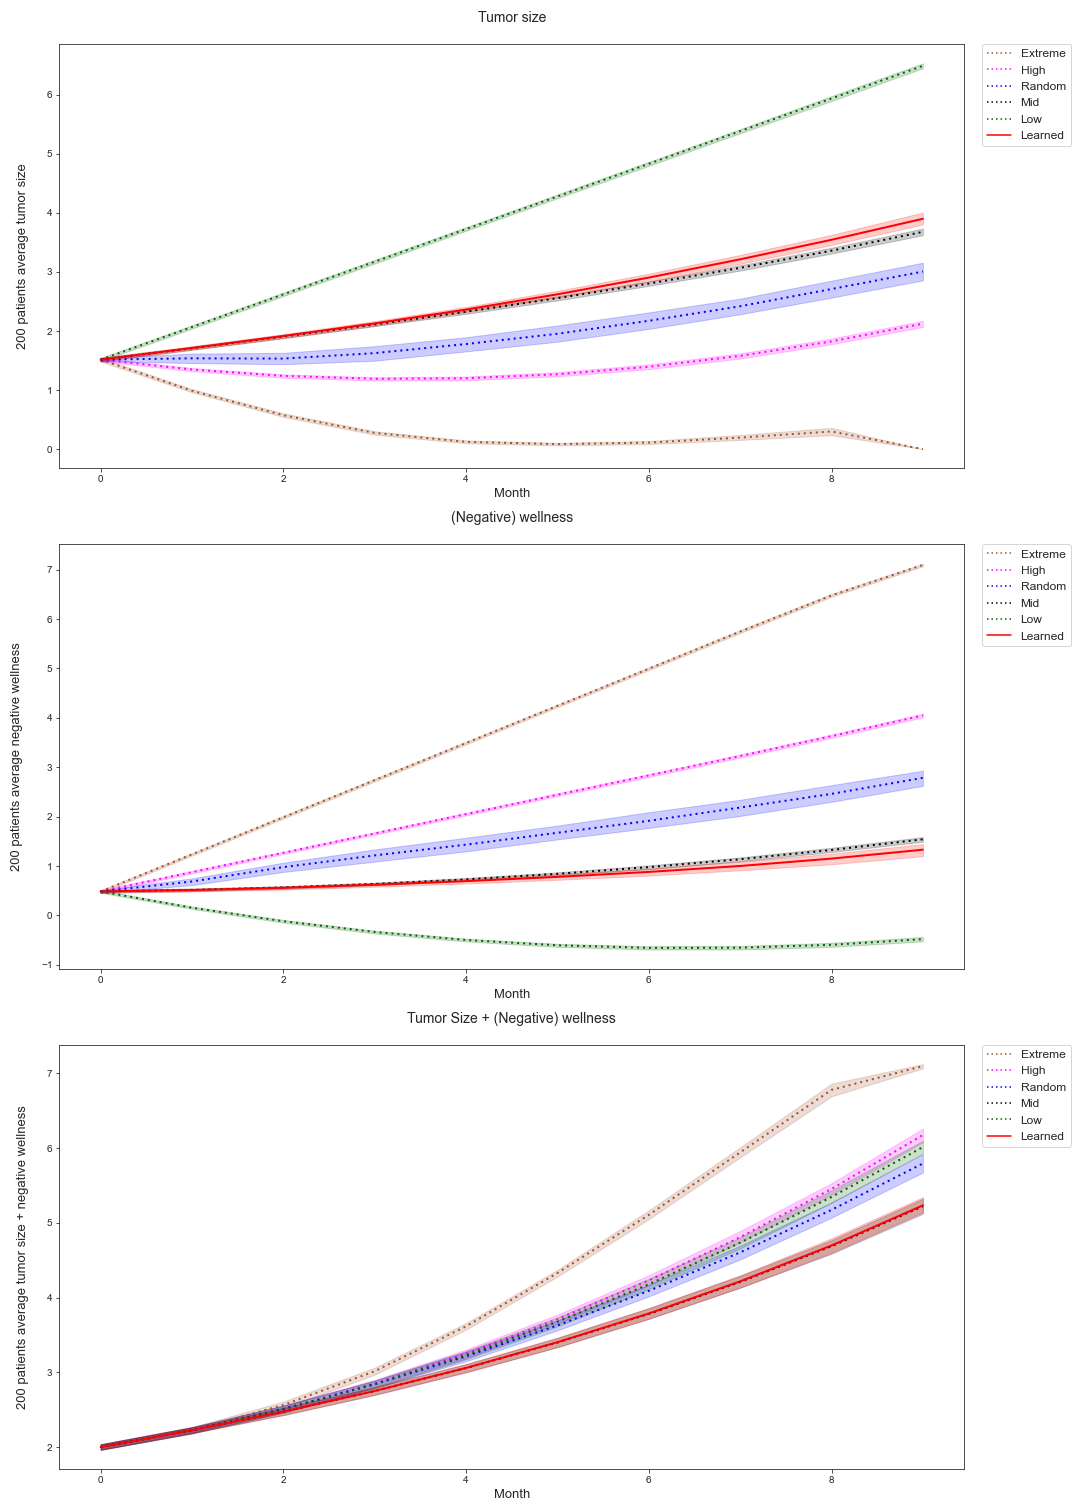 Tumor size
200 patients average tumor size
6
5
4
3
2
1
0
0 2 4 6 8
Month
Extreme
High
Random
Mid
Low
Learned
(Negative) wellness
200 patients average negative wellness
7
6
5
4
3
2
1
0
−1
0 2 4 6 8
Month
Extreme
High
Random
Mid
Low
Learned
Tumor Size + (Negative) wellness
200 patients average tumor size + negative wellness
7
6
5
4
3
2
0 2 4 6 8
Month
Extreme
High
Random
Mid
Low
Learned